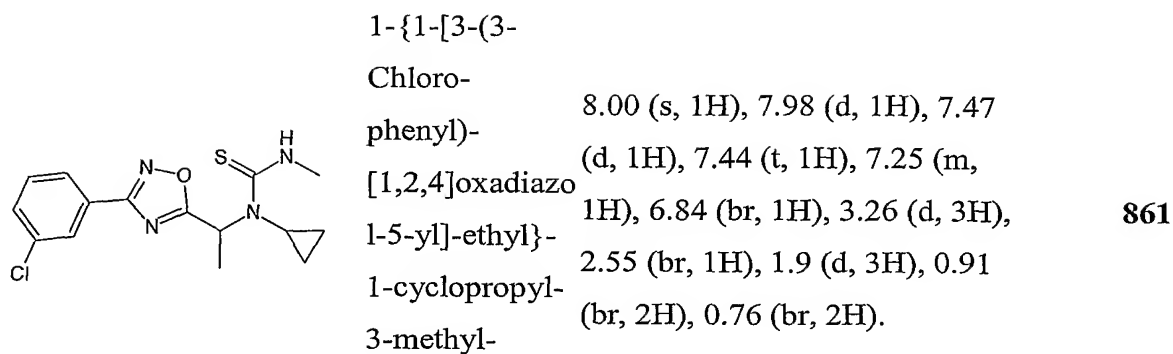 1-{1-[3-(3-
Chloro-
phenyl)-
[1,2,4]oxadiazo
l-5-yl]-ethyl}-
1-cyclopropyl-
3-methyl-
8.00 (s, 1H), 7.98 (d, 1H), 7.47
(d, 1H), 7.44 (t, 1H), 7.25 (m,
1H), 6.84 (br, 1H), 3.26 (d, 3H),
2.55 (br, 1H), 1.9 (d, 3H), 0.91
(br, 2H), 0.76 (br, 2H).
861
H
S N
N O
N N
Cl